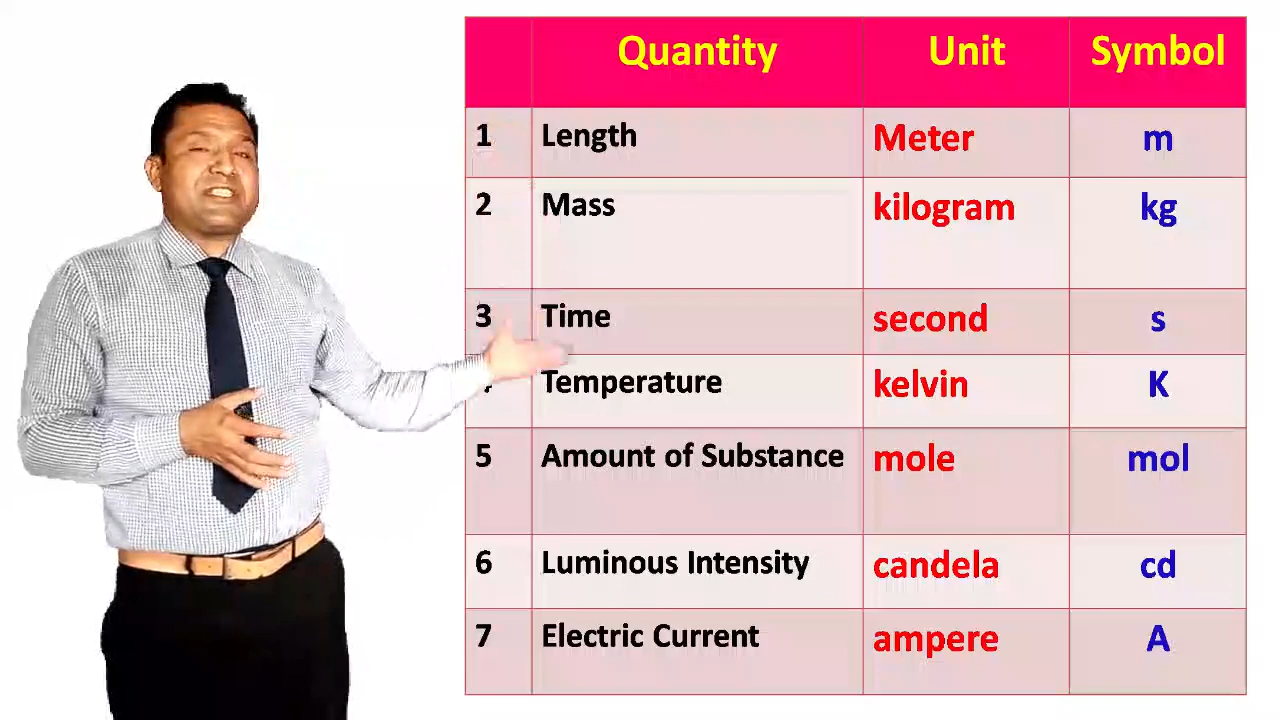 Quantity Unit Symbol
1 Length Meter m
2 Mass kilogram kg
3 Time second s
Temperature kelvin K
5 Amount of Substance mole mol
6 Luminous Intensity candela cd
7 Electric Current ampere A